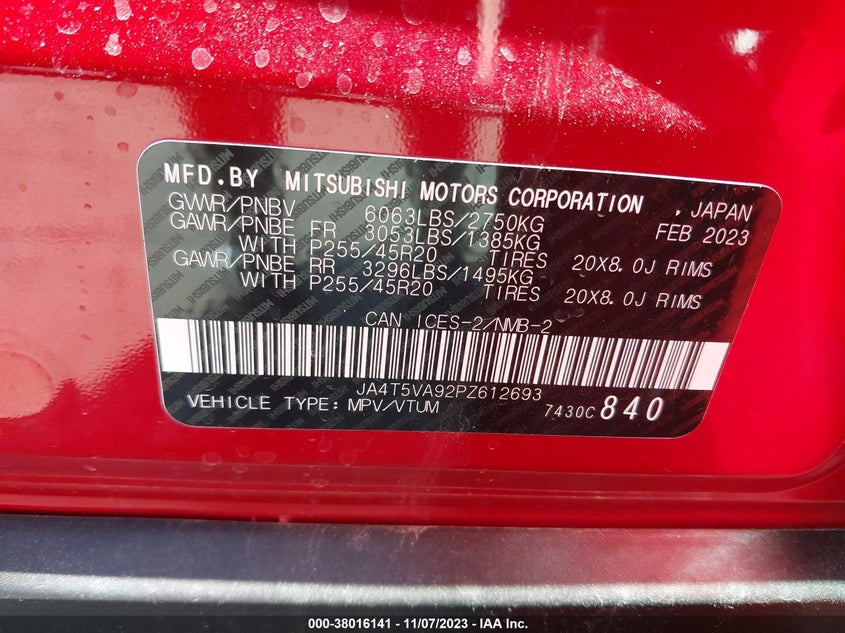 MFD.BY MITSUBISHI MOTORS CORPORATION , JAPAN
GVWR/PNBV 6063LBS/2750KG FEB 2023
GAWR/PNBE FR 3053LBS/1385KG
WITH P255/45R20 TIRES 20X8.0J RIMS
GAWR/PNBE RR 3296LBS/1495KG
WITH P255/45R20 TIRES 20X8.0J RIMS
CAN ICES-2/NMB-2
JA4T5VA92PZ612693
VEHICLE TYPE:MPV/VTUM 7430C 840
000-38016141 - 11/07/2023 - IAA Inc.